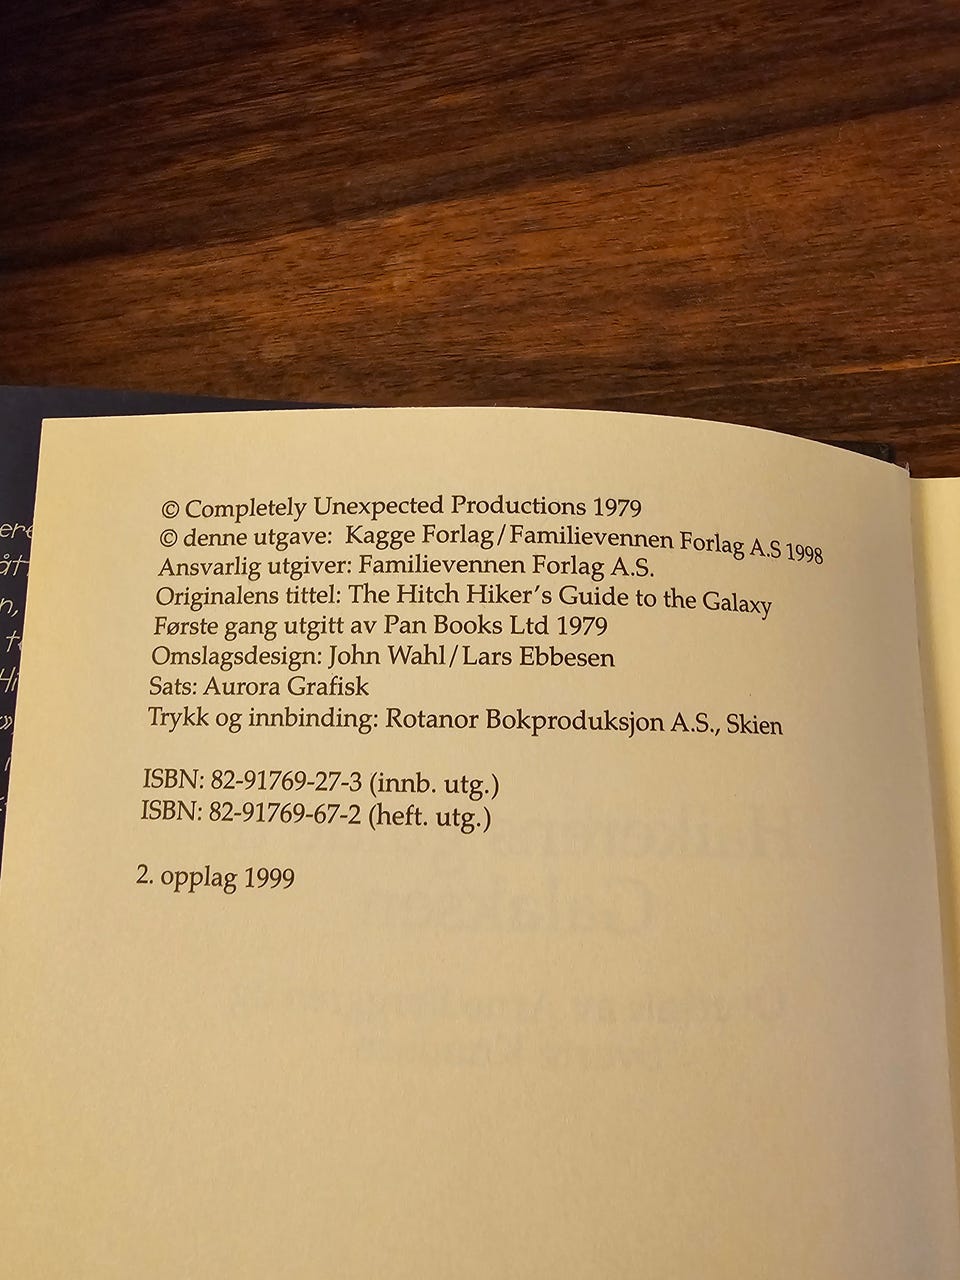 © Completely Unexpected Productions 1979
© denne utgave: Kagge Forlag/Familievennen Forlag A.S 1998
Ansvarlig utgiver: Familievennen Forlag A.S.
Originalens tittel: The Hitch Hiker's Guide to the Galaxy
Første gang utgitt av Pan Books Ltd 1979
Omslagsdesign: John Wahl/Lars Ebbesen
Sats: Aurora Grafisk
Trykk og innbinding: Rotanor Bokproduksjon A.S., Skien
ISBN: 82-91769-27-3 (innb. utg.)
ISBN: 82-91769-67-2 (heft. utg.)
2. opplag 1999